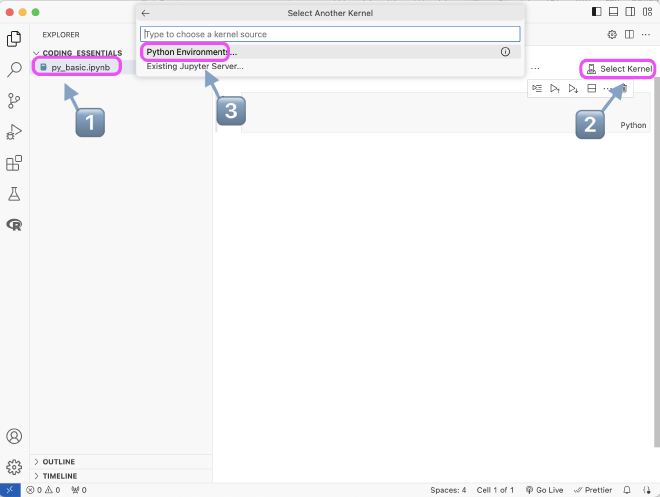 Select Another Kernel
EXPLORER
Type to choose a kernel source
CODING_ESSENTIALS
Python Environments...
py_basic.ipynb
Existing Jupyter Server...
Select Kernel
1
3
2
Python
R
OUTLINE
TIMELINE
0 0 0
Spaces: 4 Cell 1 of 1 Go Live Prettier